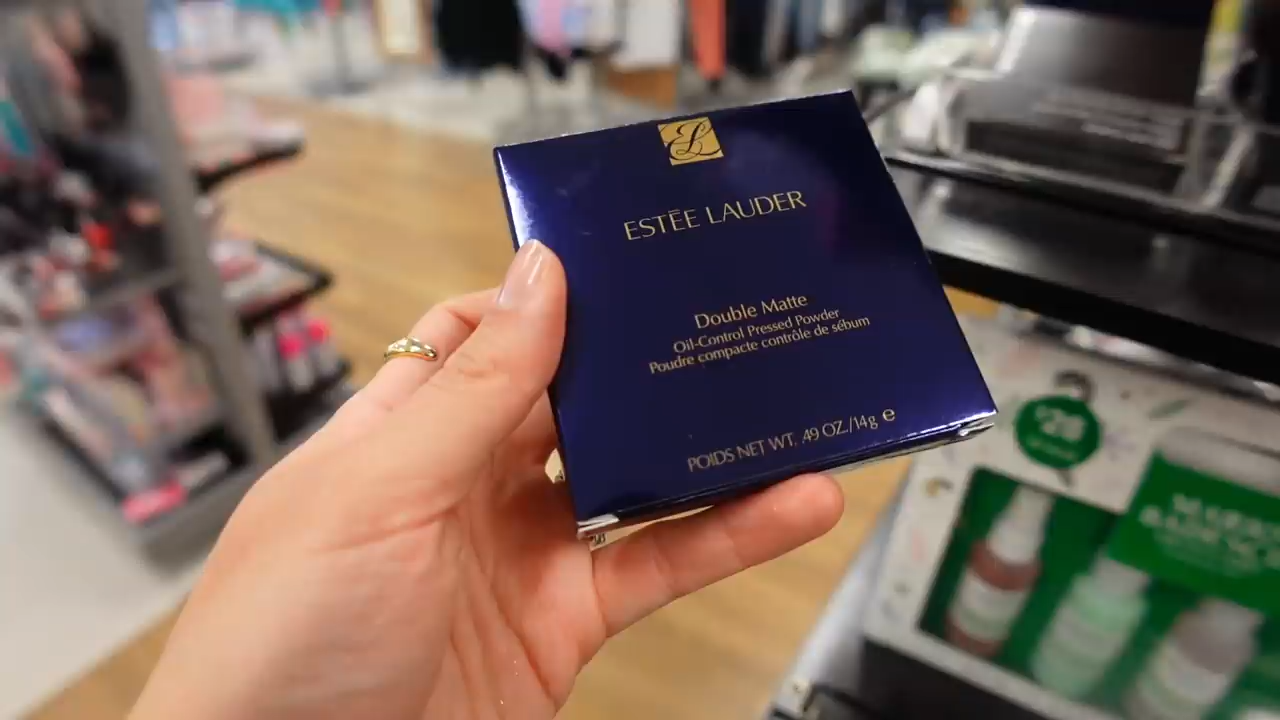 ESTĒE LAUDER
Double Matte
Oil-Control Pressed Powder
Poudre compacte contrôle de sébum
POIDS NET WT. .49 OZ./14g ℮
$28